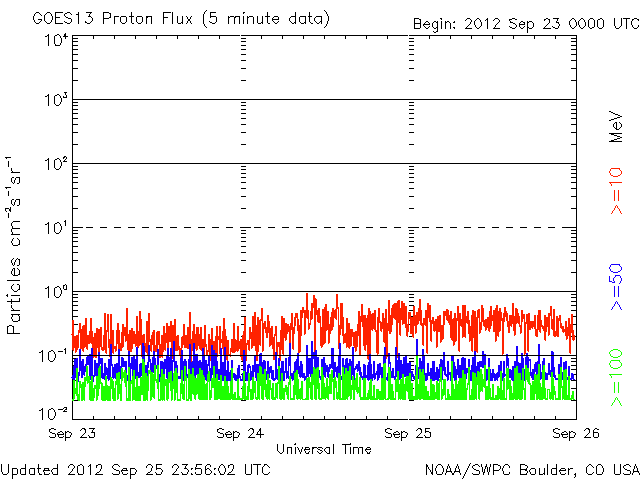 GOES13 Proton Flux (5 minute data)
Begin: 2012 Sep 23 0000 UTC
10⁴
10³
10²
10¹
10⁰
10⁻¹
10⁻²
Particles cm⁻²s⁻¹sr⁻¹
MeV
>=10
>=50
>=100
Sep 23
Sep 24
Sep 25
Sep 26
Universal Time
Updated 2012 Sep 25 23:56:02 UTC
NOAA/SWPC Boulder, CO USA